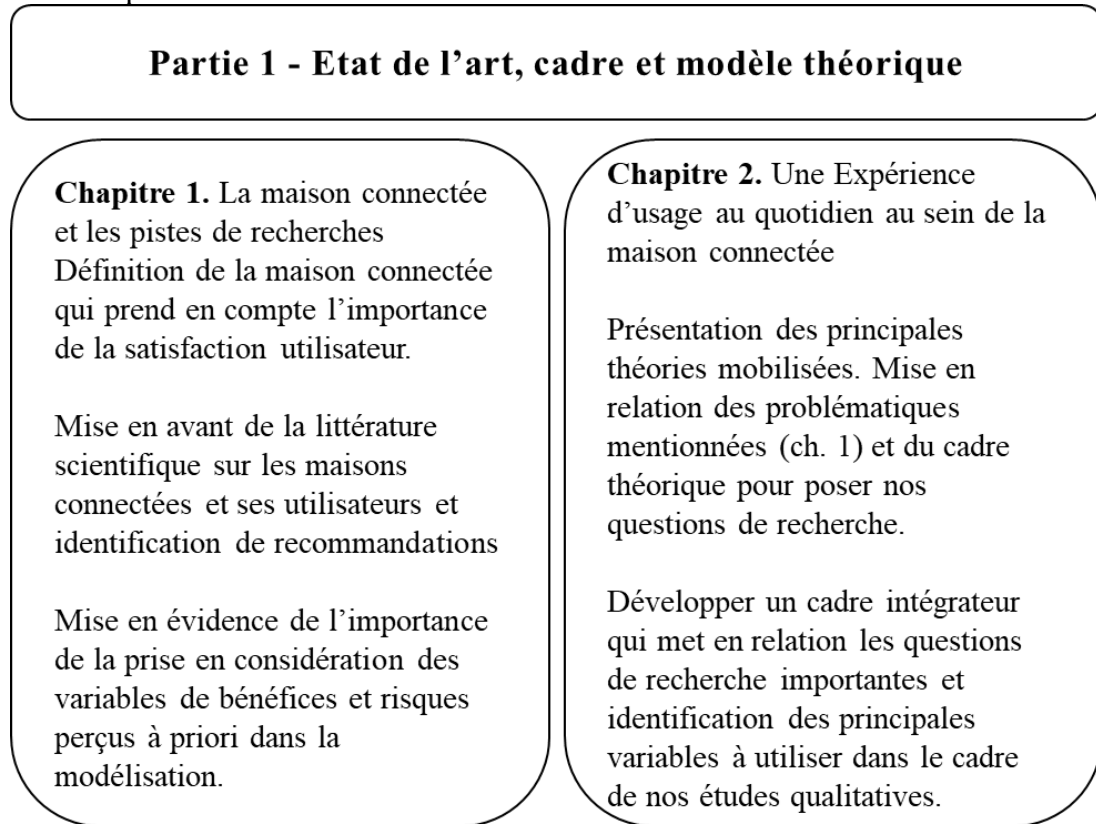 Partie 1 - Etat de l’art, cadre et modèle théorique
Chapitre 1. La maison connectée
et les pistes de recherches
Définition de la maison connectée
qui prend en compte l’importance
de la satisfaction utilisateur.
Mise en avant de la littérature
scientifique sur les maisons
connectées et ses utilisateurs et
identification de recommandations
Mise en évidence de l’importance
de la prise en considération des
variables de bénéfices et risques
perçus à priori dans la
modélisation.
Chapitre 2. Une Expérience
d’usage au quotidien au sein de la
maison connectée
Présentation des principales
théories mobilisées. Mise en
relation des problématiques
mentionnées (ch. 1) et du cadre
théorique pour poser nos
questions de recherche.
Développer un cadre intégrateur
qui met en relation les questions
de recherche importantes et
identification des principales
variables à utiliser dans le cadre
de nos études qualitatives.